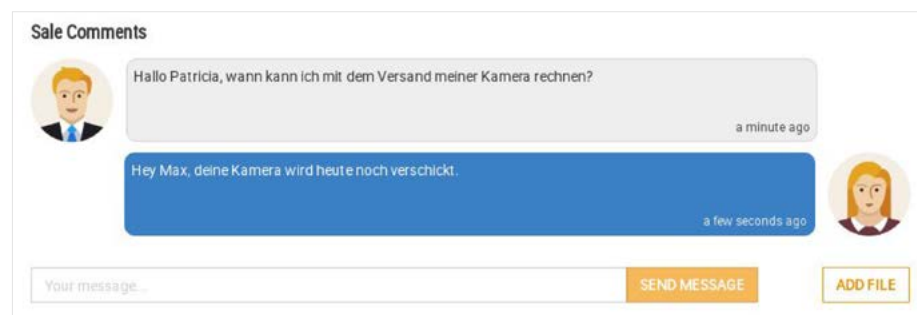 Sale Comments
Hallo Patricia, wann kann ich mit dem Versand meiner Kamera rechnen?
a minute ago
Hey Max, deine Kamera wird heute noch verschickt.
a few seconds ago
Your message...
SEND MESSAGE
ADD FILE